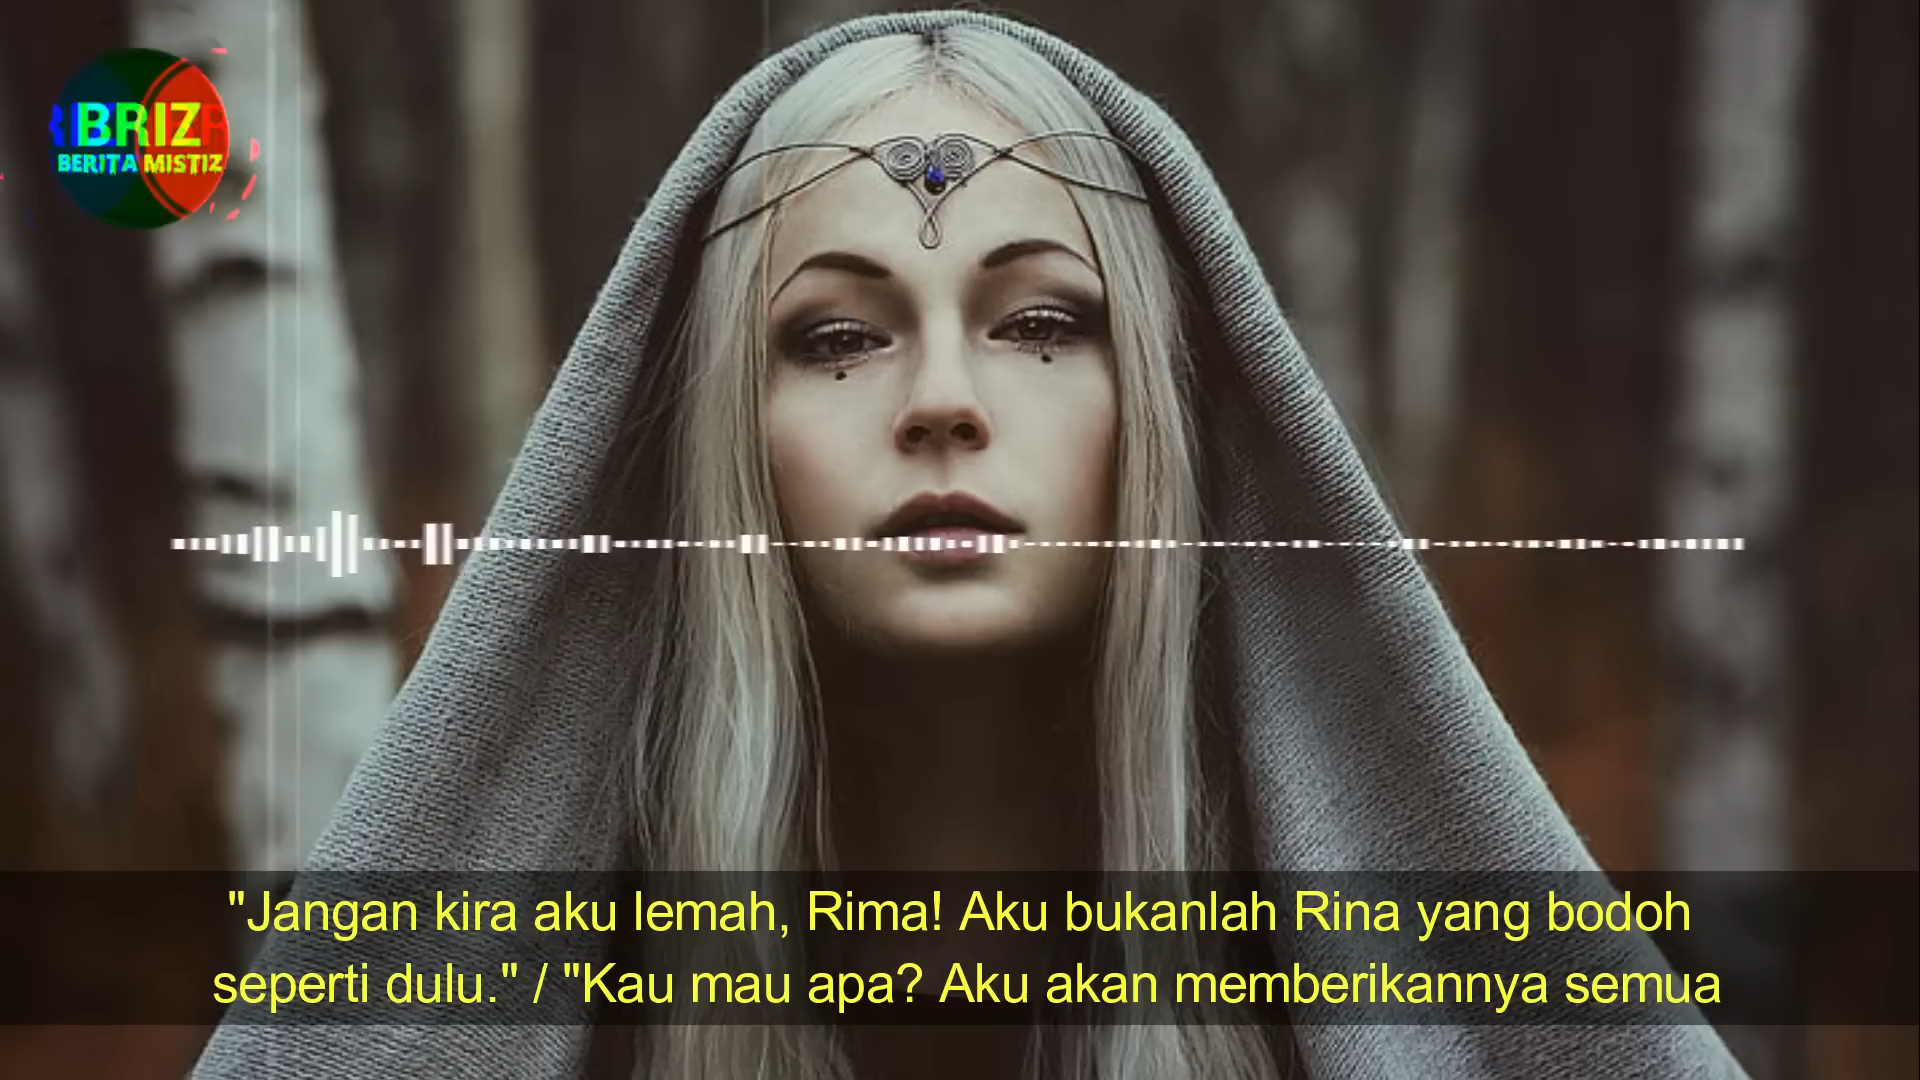 BRIZ
BERITA MISTIZ
"Jangan kira aku lemah, Rima! Aku bukanlah Rina yang bodoh
seperti dulu." / "Kau mau apa? Aku akan memberikannya semua